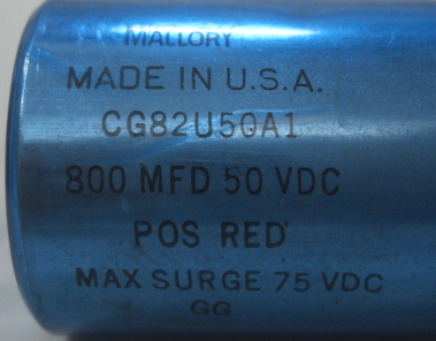 MALLORY
MADE IN U.S.A.
CG82U50A1
800 MFD 50 VDC
POS RED
MAX SURGE 75 VDC
GG